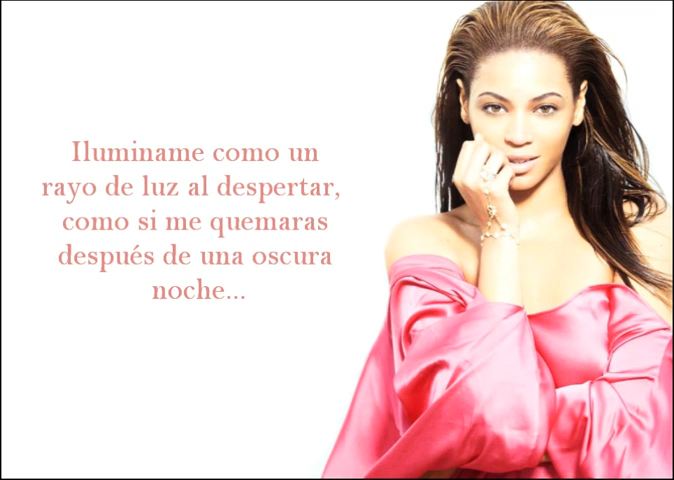 Iluminame como un
rayo de luz al despertar,
como si me quemaras
después de una oscura
noche...